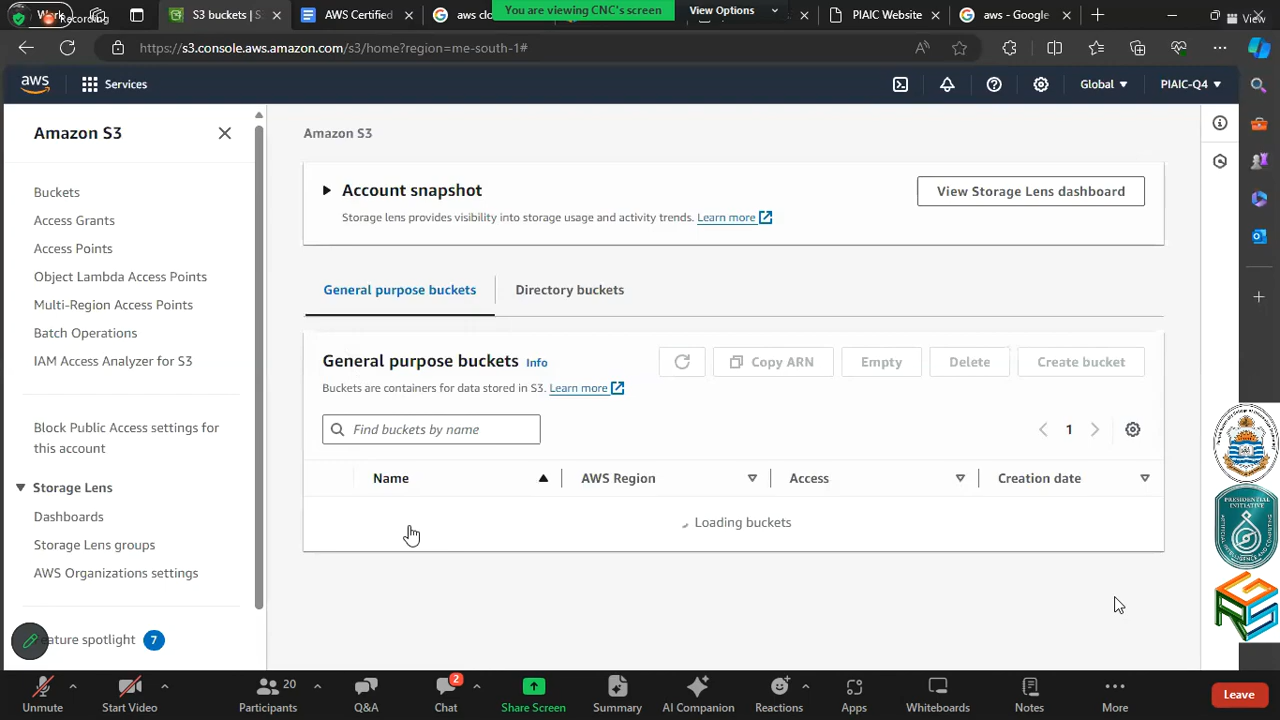 Work
Recording
S3 buckets | S
AWS Certified
aws clo
You are viewing CNC's screen
View Options
PIAIC Website
aws - Google
View
https://s3.console.aws.amazon.com/s3/home?region=me-south-1#
aws
Services
Global
PIAIC-Q4
Amazon S3
Buckets
Access Grants
Access Points
Object Lambda Access Points
Multi-Region Access Points
Batch Operations
IAM Access Analyzer for S3
Block Public Access settings for
this account
Storage Lens
Dashboards
Storage Lens groups
AWS Organizations settings
eature spotlight 7
Amazon S3
Account snapshot
View Storage Lens dashboard
Storage lens provides visibility into storage usage and activity trends. Learn more
General purpose buckets
Directory buckets
General purpose buckets Info
Copy ARN
Empty
Delete
Create bucket
Buckets are containers for data stored in S3. Learn more
Find buckets by name
1
Name
AWS Region
Access
Creation date
Loading buckets
PRESIDENTIAL
INITIATIVE
Unmute
Start Video
20
Participants
Q&A
2
Chat
Share Screen
Summary
AI Companion
Reactions
Apps
Whiteboards
Notes
More
Leave